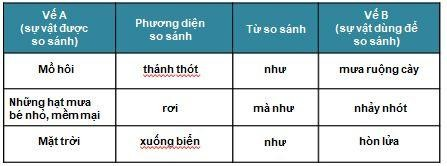 Vế A
(sự vật được
so sánh)
Phương diện
so sánh
Từ so sánh
Vế B
(sự vật dùng để
so sánh)
Mồ hôi
thánh thót
như
mưa ruộng cày
Những hạt mưa
bé nhỏ, mềm mại
rơi
mà như
nhảy nhót
Mặt trời
xuống biển
như
hòn lửa